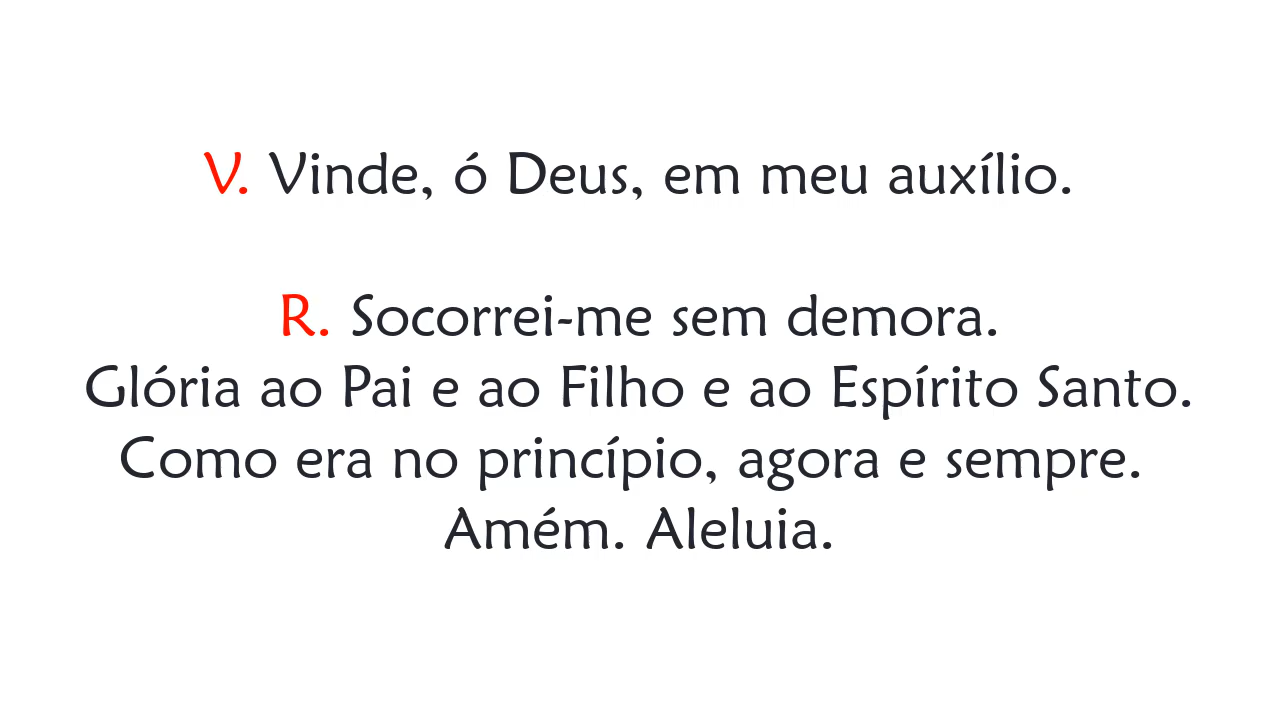 V. Vinde, ó Deus, em meu auxílio.
R. Socorrei-me sem demora.
Glória ao Pai e ao Filho e ao Espírito Santo.
Como era no princípio, agora e sempre.
Amém. Aleluia.